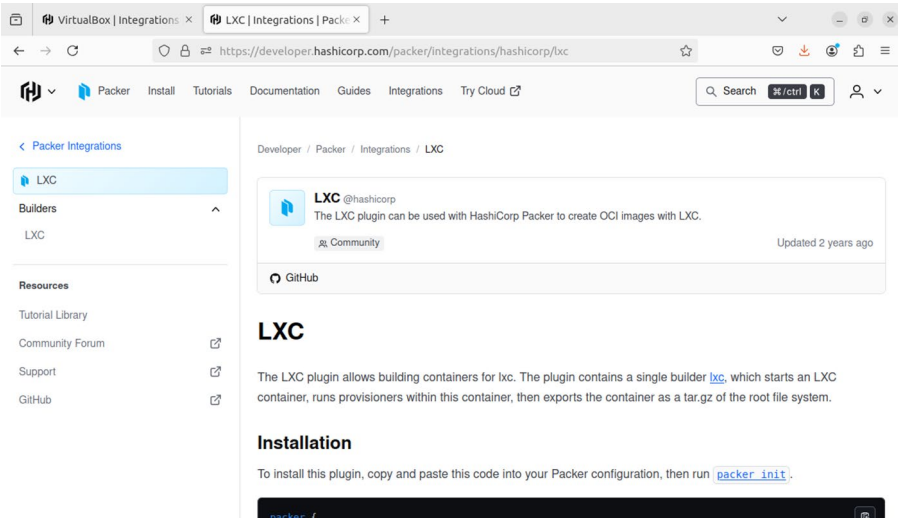 VirtualBox | Integrations
LXC | Integrations | Packe
https://developer.hashicorp.com/packer/integrations/hashicorp/lxc
Packer Install Tutorials Documentation Guides Integrations Try Cloud Search ⌘/ctrl K
Packer Integrations
LXC
Builders
LXC
Resources
Tutorial Library
Community Forum
Support
GitHub
Developer / Packer / Integrations / LXC
LXC @hashicorp
The LXC plugin can be used with HashiCorp Packer to create OCI images with LXC.
Community Updated 2 years ago
GitHub
LXC
The LXC plugin allows building containers for lxc. The plugin contains a single builder lxc, which starts an LXC
container, runs provisioners within this container, then exports the container as a tar.gz of the root file system.
Installation
To install this plugin, copy and paste this code into your Packer configuration, then run packer init.
packer {